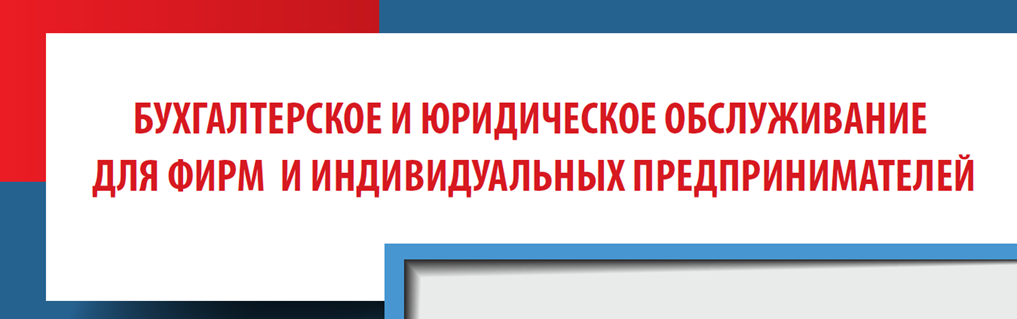 БУХГАЛТЕРСКОЕ И ЮРИДИЧЕСКОЕ ОБСЛУЖИВАНИЕ
ДЛЯ ФИРМ И ИНДИВИДУАЛЬНЫХ ПРЕДПРИНИМАТЕЛЕЙ